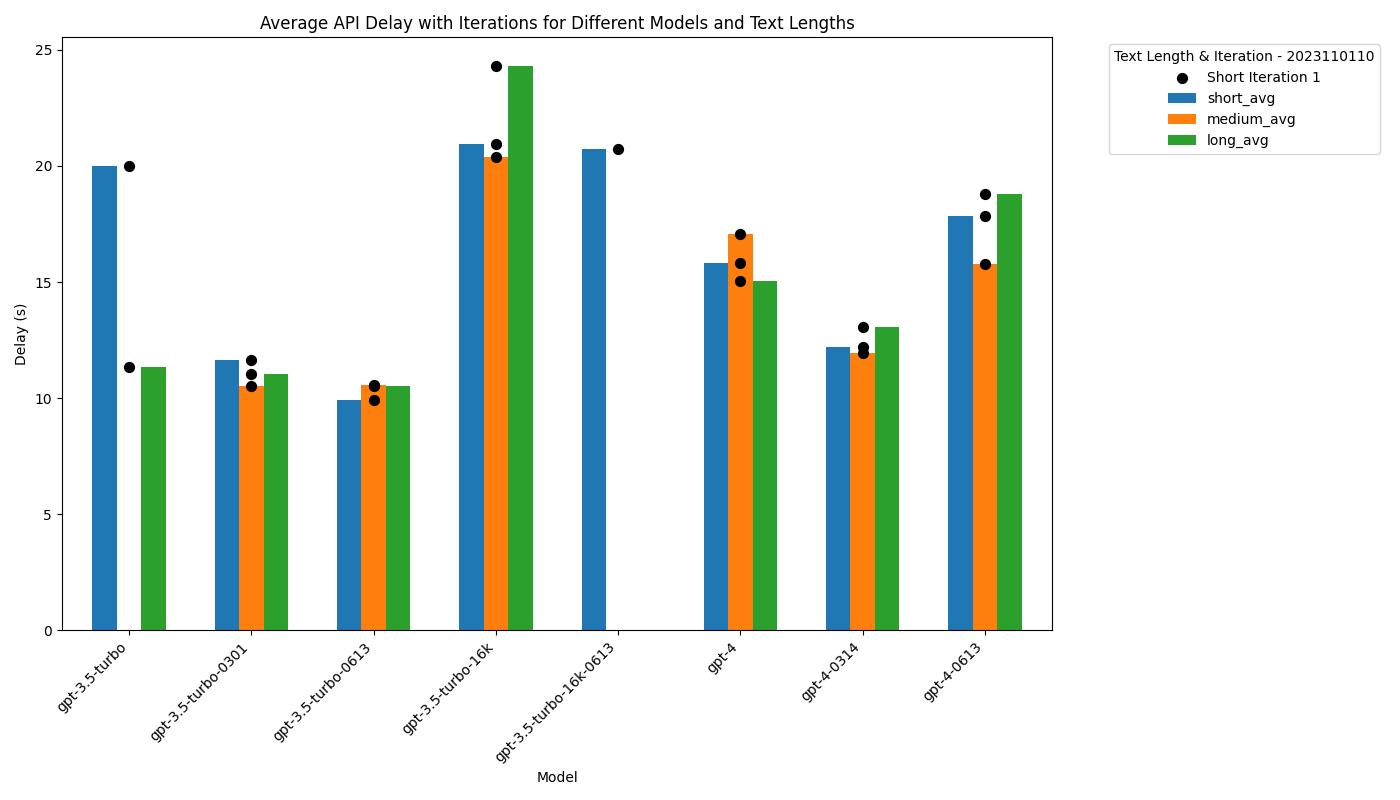 Average API Delay with Iterations for Different Models and Text Lengths
Text Length & Iteration - 2023110110
Short Iteration 1
short_avg
medium_avg
long_avg
Delay (s)
25
20
15
10
5
0
gpt-3.5-turbo
gpt-3.5-turbo-0301
gpt-3.5-turbo-0613
gpt-3.5-turbo-16k
gpt-3.5-turbo-16k-0613
gpt-4
gpt-4-0314
gpt-4-0613
Model